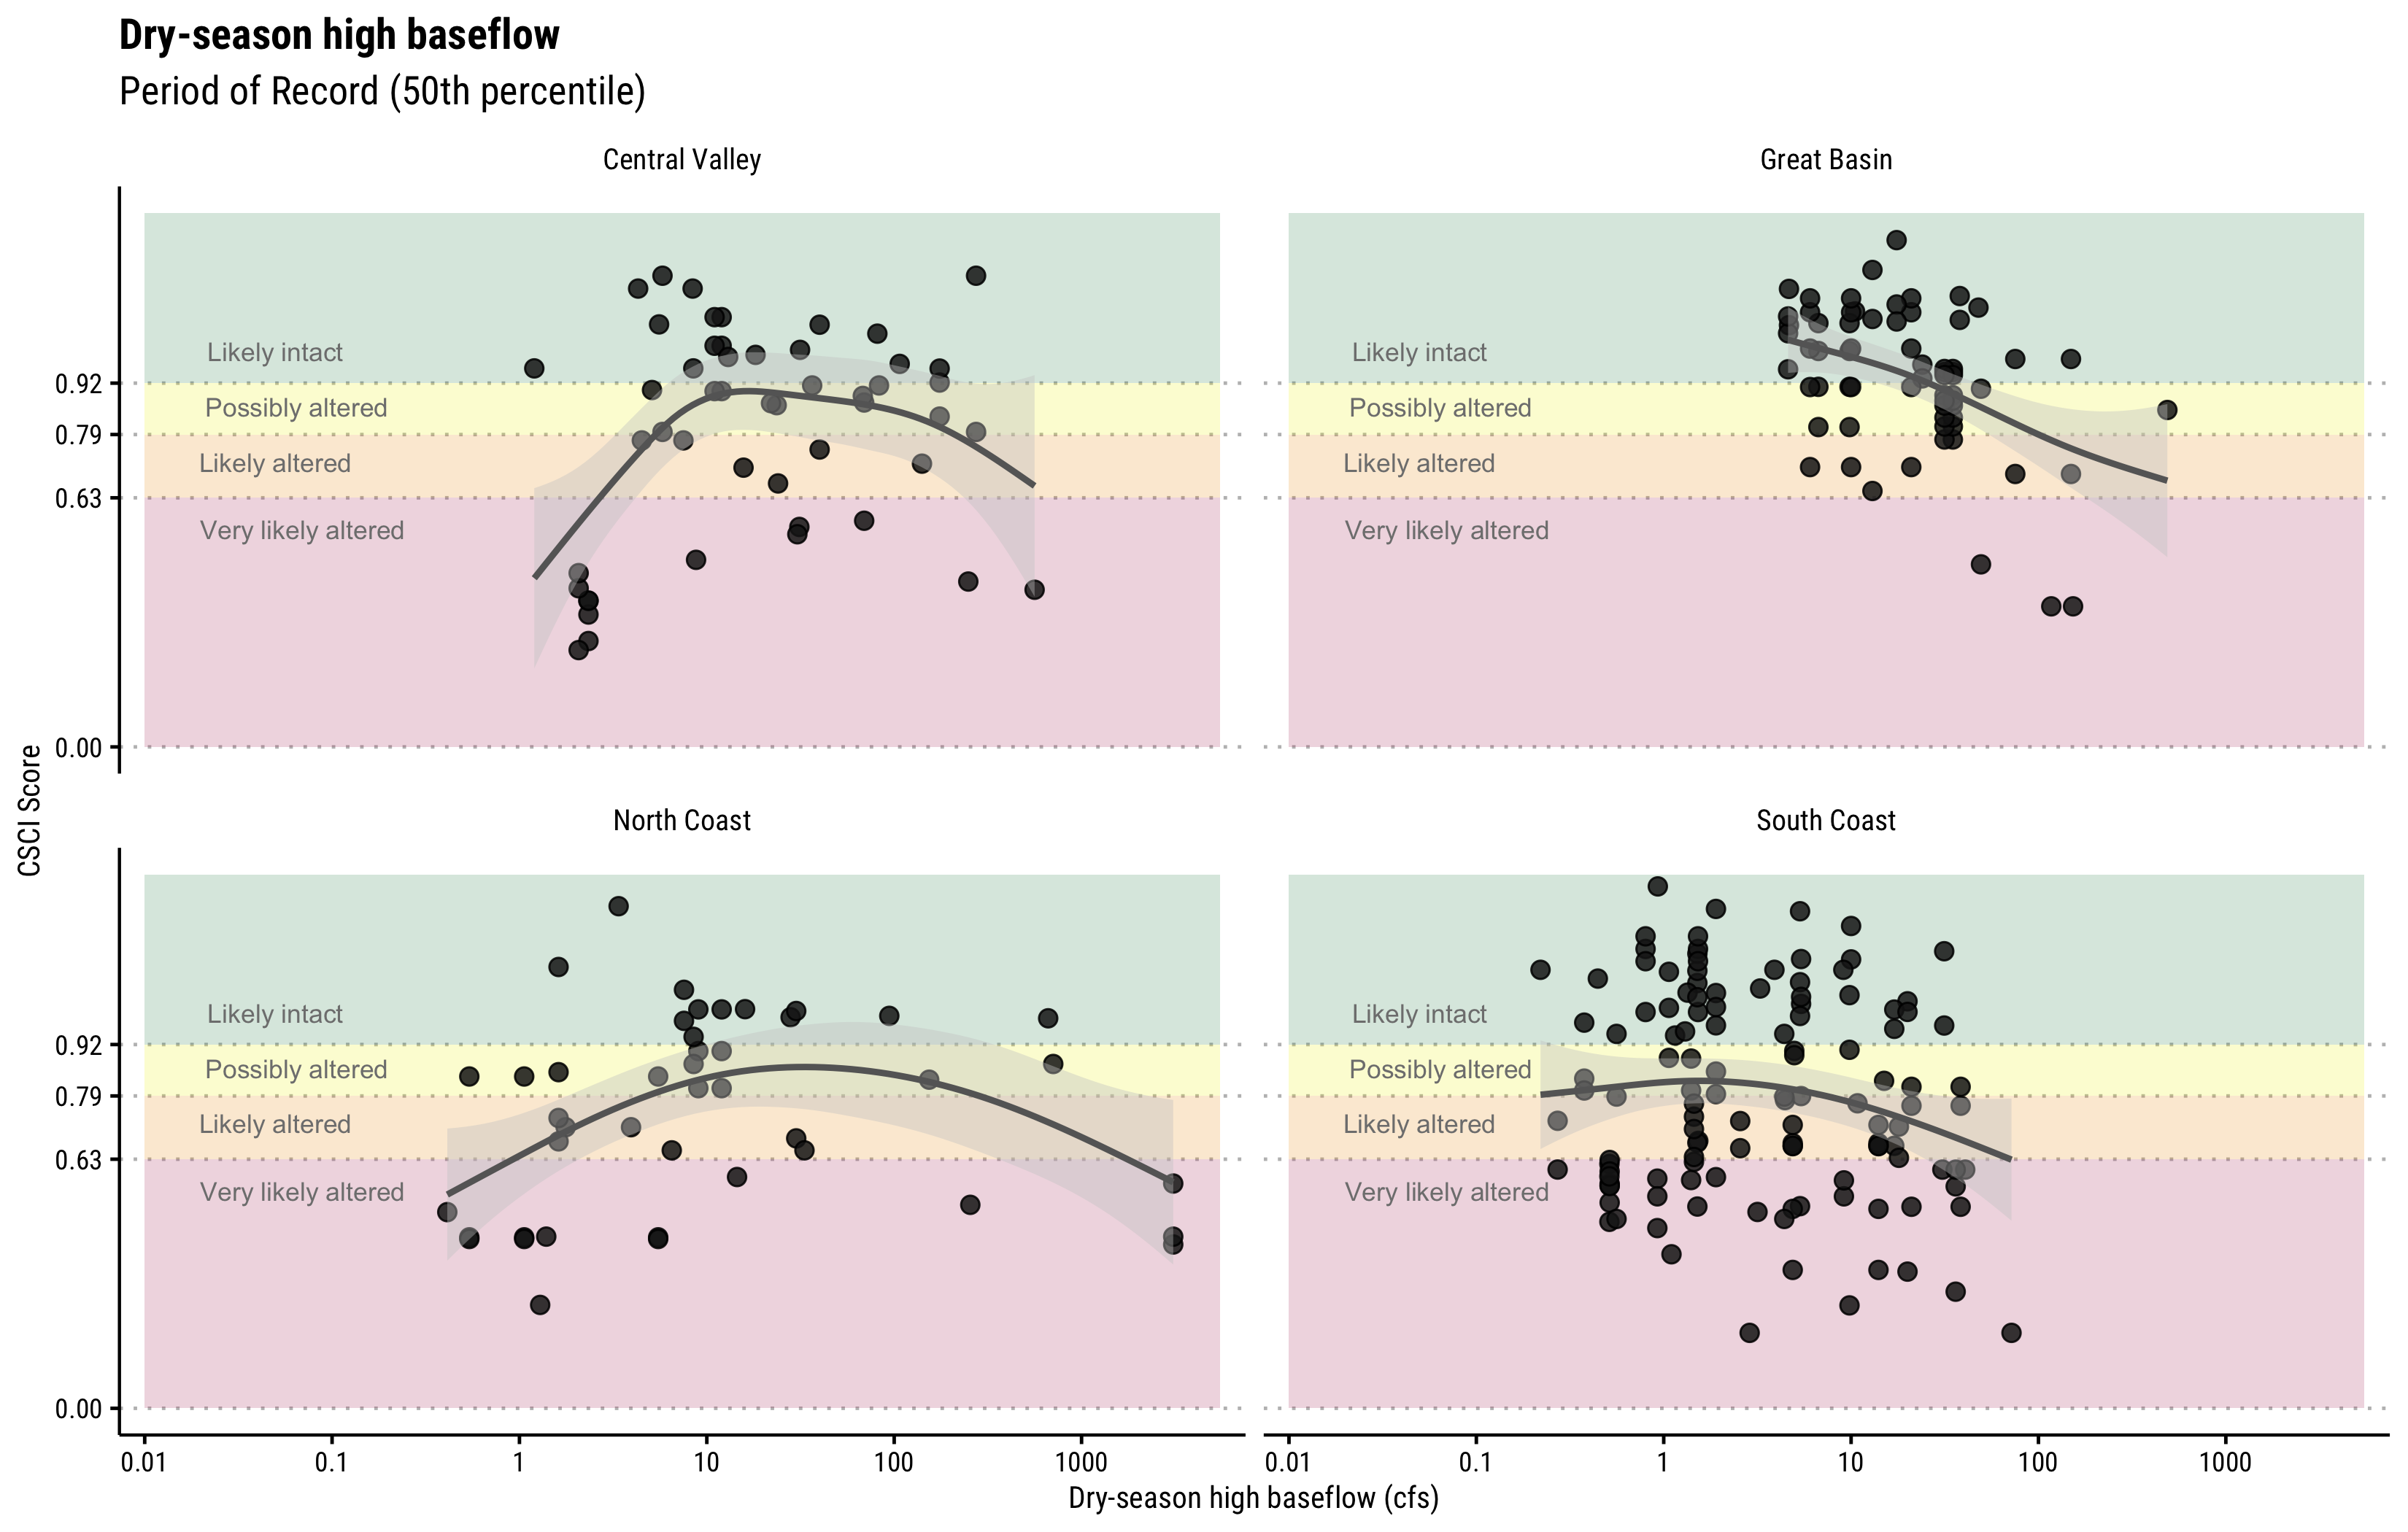 Dry-season high baseflow
Period of Record (50th percentile)
Central Valley
Great Basin
Likely intact
Likely intact
0.92
Possibly altered
Possibly altered
0.79
Likely altered
Likely altered
0.63
Very likely altered
Very likely altered
0.00
CSCI Score
North Coast
South Coast
Likely intact
Likely intact
0.92
Possibly altered
Possibly altered
0.79
Likely altered
Likely altered
0.63
Very likely altered
Very likely altered
0.00
0.01 0.1 1 10 100 1000
0.01 0.1 1 10 100 1000
Dry-season high baseflow (cfs)